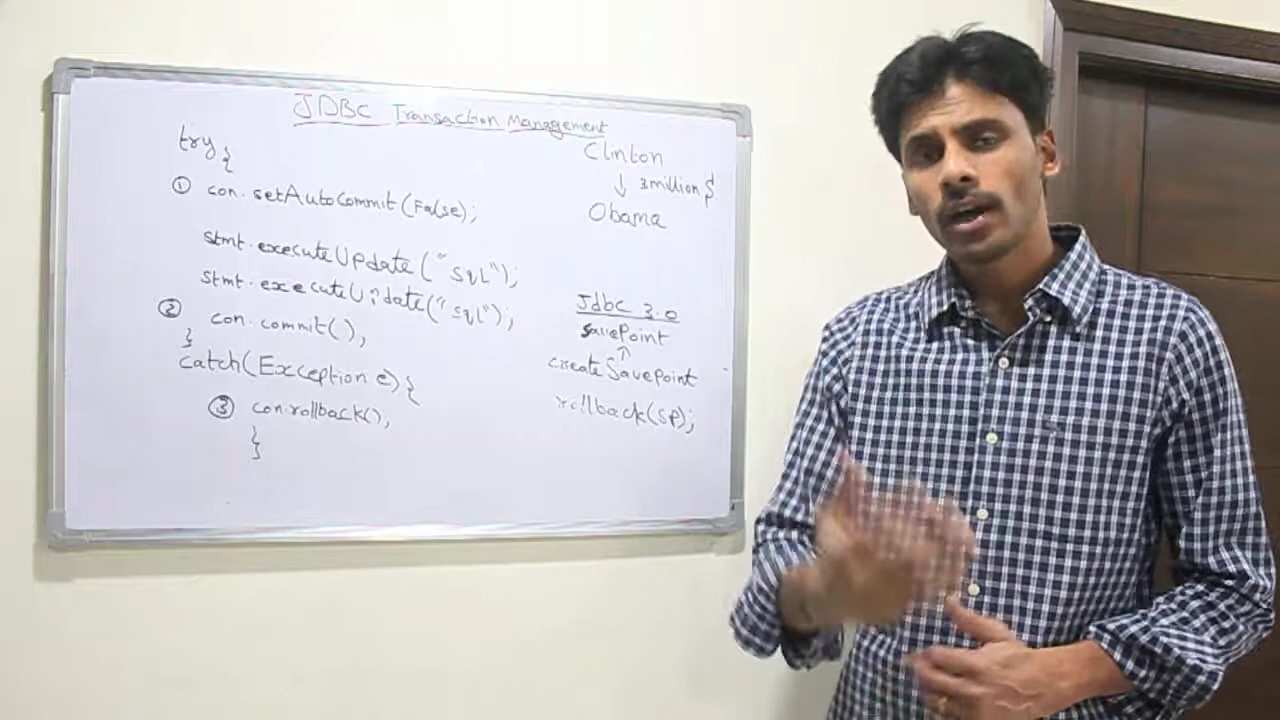 JDBC Transaction Management
try {
① con.setAutoCommit(False);
stmt.executeUpdate("sql");
stmt.executeUpdate("sql");
② con.commit();
}
catch(Exception e){
③ con.rollback();
}
Clinton
↓ 3million $
Obama
Jdbc 3.0
SavePoint
↑
createSavepoint
rollback(sp);